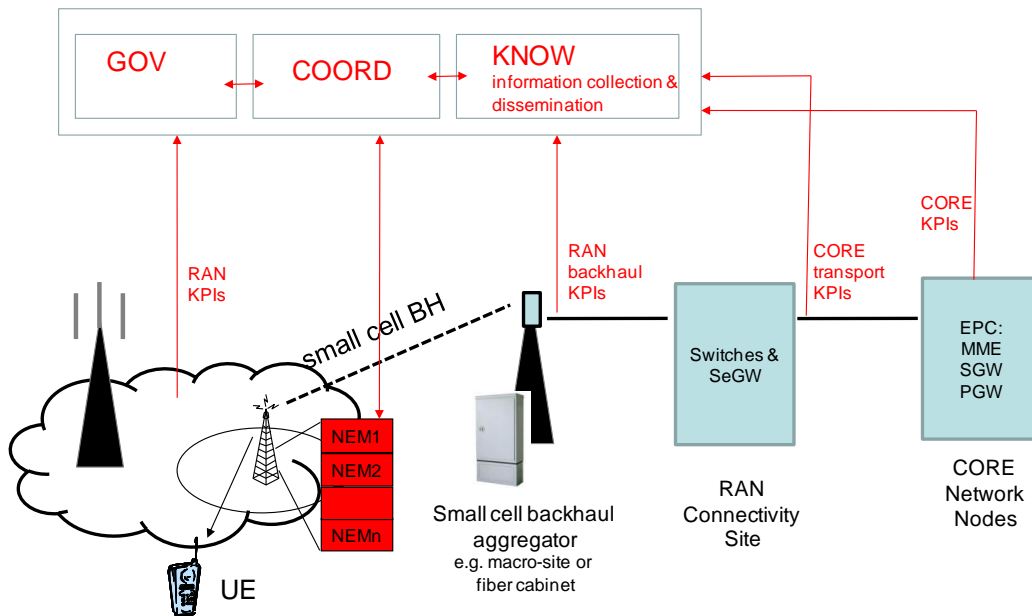 GOV
COORD
KNOW
information collection &
dissemination
RAN
KPIs
RAN
backhaul
KPIs
CORE
transport
KPIs
CORE
KPIs
small cell BH
NEM1
NEM2
NEMn
UE
Small cell backhaul
aggregator
e.g. macro-site or
fiber cabinet
Switches &
SeGW
RAN
Connectivity
Site
EPC:
MME
SGW
PGW
CORE
Network
Nodes